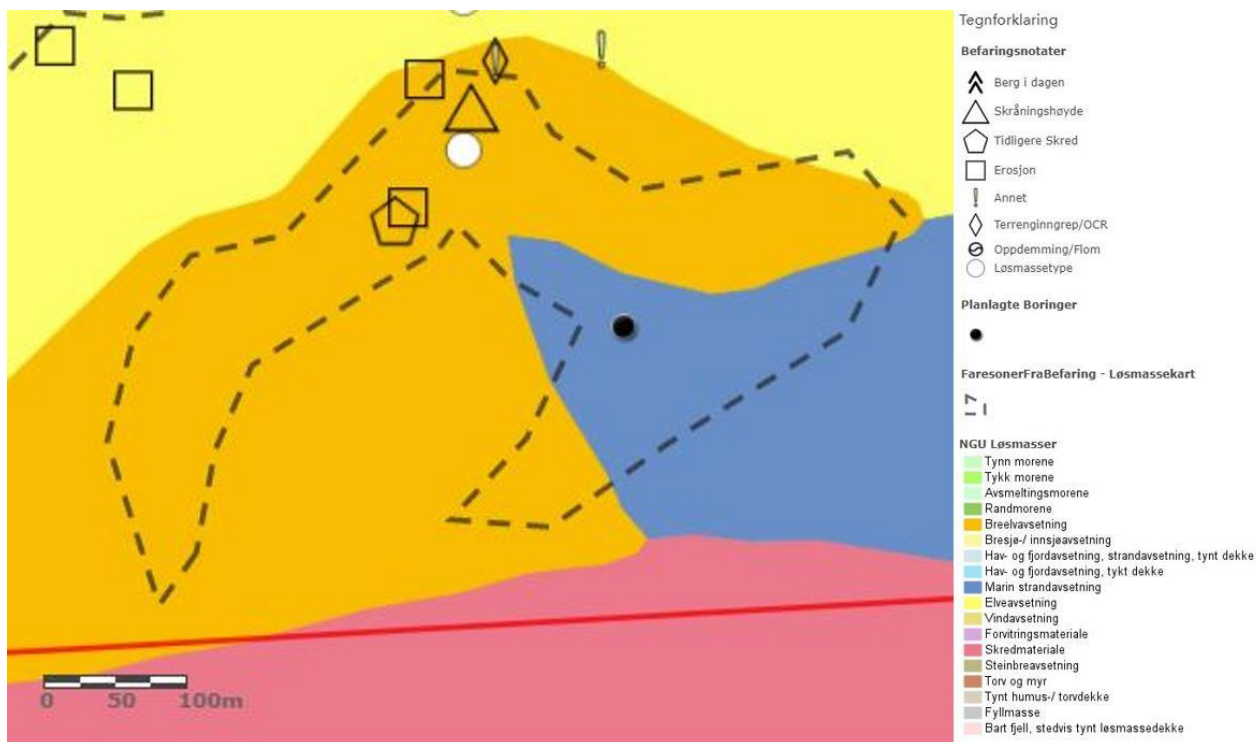 Tegnforklaring
Befaringsnotater
Berg i dagen
Skråningshøyde
Tidligere Skred
Erosjon
Annet
Terrenginngrep/OCR
Oppdemming/Flom
Løsmassetype
Planlagte Boringer
FaresonerFraBefaring - Løsmassekart
NGU Løsmasser
Tynn morene
Tykk morene
Avsmeltingsmorene
Randmorene
Breelvavsetning
Bresjø-/ innsjøavsetning
Hav- og fjordavsetning, strandavsetning, tynt dekke
Hav- og fjordavsetning, tykt dekke
Marin strandavsetning
Elveavsetning
Vindavsetning
Forvitringsmateriale
Skredmateriale
Steinbreavsetning
Torv og myr
Tynt humus-/ torvdekke
Fyllmasse
Bart fjell, stedvis tynt løsmassedekke
0 50 100m